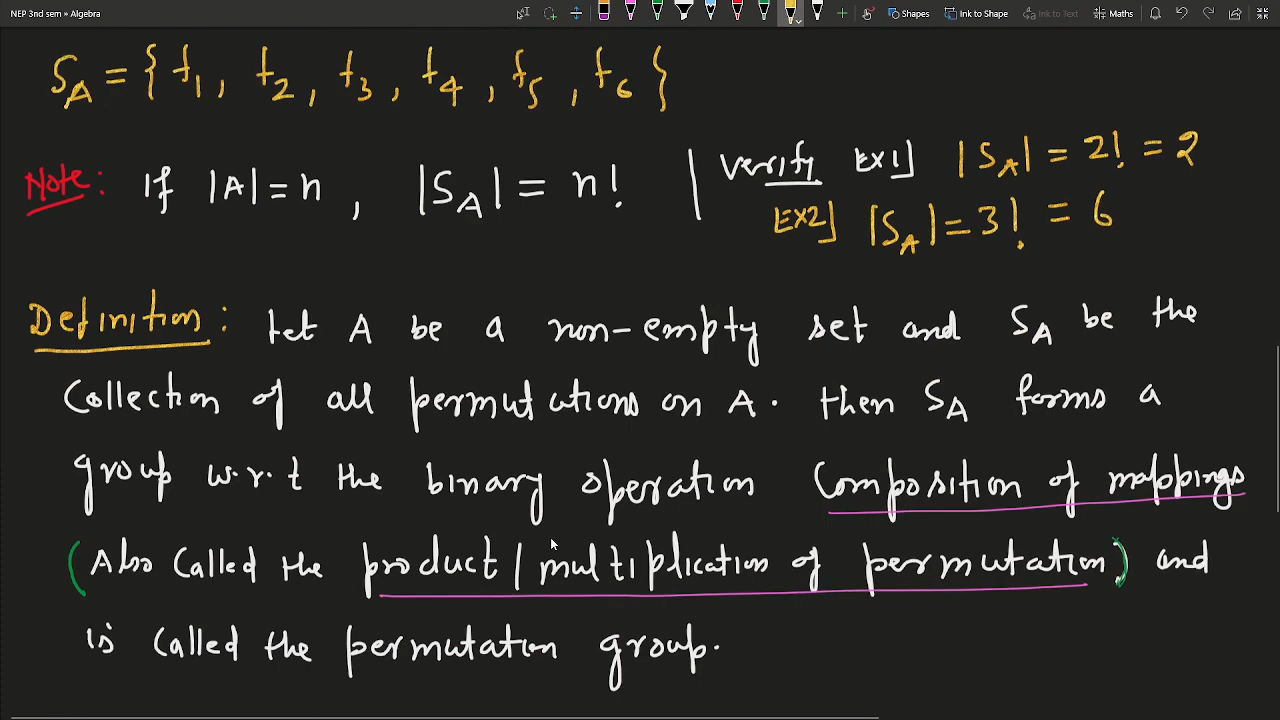 NEP 3rd sem » Algebra
Shapes Ink to Shape Ink to Text Maths
S_A = {f₁, f₂, f₃, f₄, f₅, f₆}
Note: If |A| = n, |S_A| = n! | Verify EX1] |S_A| = 2! = 2
EX2] |S_A| = 3! = 6
Definition: Let A be a non-empty set and S_A be the
Collection of all permutations on A. then S_A forms a
group w.r.t the binary operation Composition of mappings
(Also called the product/multiplication of permutation) and
is called the permutation group.